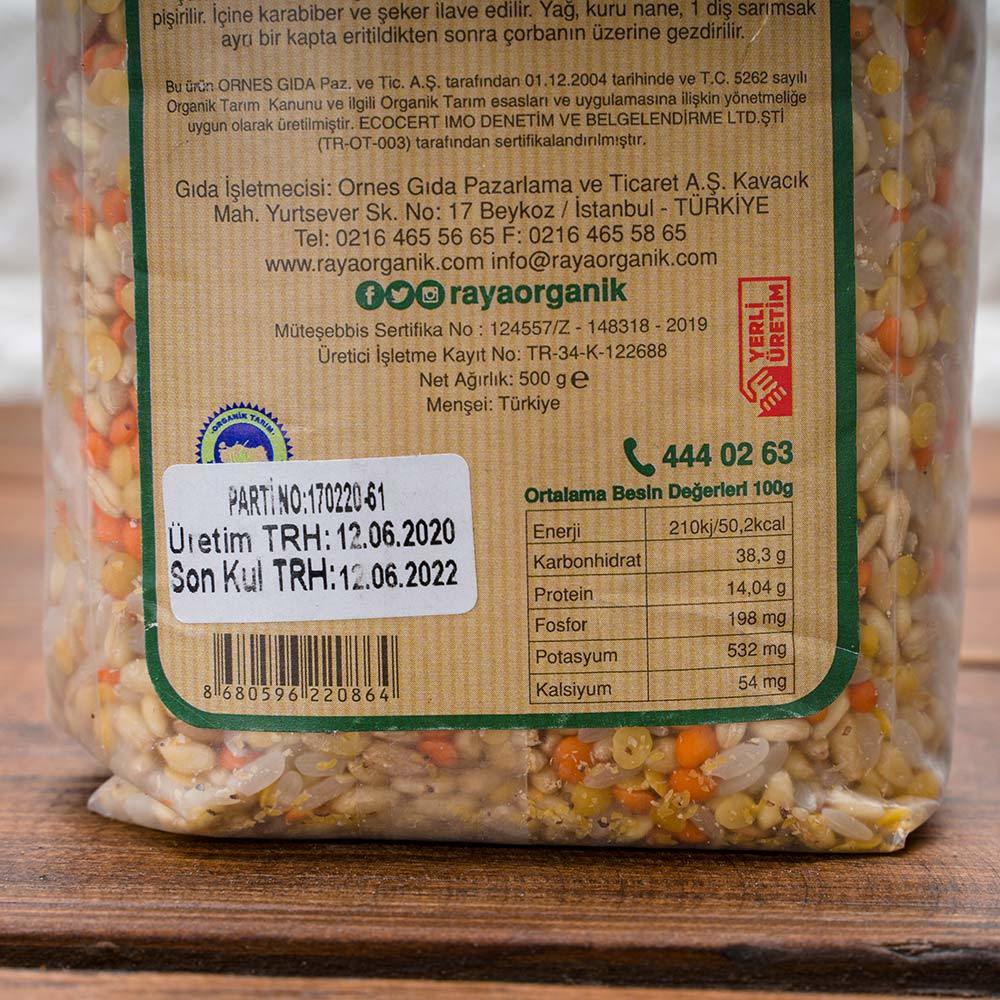 pişirilir. İçine karabiber ve şeker ilave edilir. Yağ, kuru nane, 1 diş sarımsak
ayrı bir kapta eritildikten sonra çorbanın üzerine gezdirilir.
Bu ürün ORNES GIDA Paz. ve Tic. A.Ş. tarafından 01.12.2004 tarihinde ve T.C. 5262 sayılı
Organik Tarım Kanunu ve ilgili Organik Tarım esasları ve uygulamasına ilişkin yönetmeliğe
uygun olarak üretilmiştir. ECOCERT IMO DENETİM VE BELGELENDİRME LTD.ŞTİ
(TR-OT-003) tarafından sertifikalandırılmıştır.
Gıda İşletmecisi: Ornes Gıda Pazarlama ve Ticaret A.Ş. Kavacık
Mah. Yurtsever Sk. No: 17 Beykoz / İstanbul - TÜRKİYE
Tel: 0216 465 56 65 F: 0216 465 58 65
www.rayaorganik.com info@rayaorganik.com
rayaorganik
Müteşebbis Sertifika No : 124557/Z - 148318 - 2019
Üretici İşletme Kayıt No: TR-34-K-122688
Net Ağırlık: 500 g e
Menşei: Türkiye
YERLİ
ÜRETİM
ORGANİK TARIM
444 02 63
PARTİ NO:170220-61
Üretim TRH: 12.06.2020
Son Kul TRH: 12.06.2022
8 680596 220864
Ortalama Besin Değerleri 100g
Enerji 210kj/50,2kcal
Karbonhidrat 38,3 g
Protein 14,04 g
Fosfor 198 mg
Potasyum 532 mg
Kalsiyum 54 mg